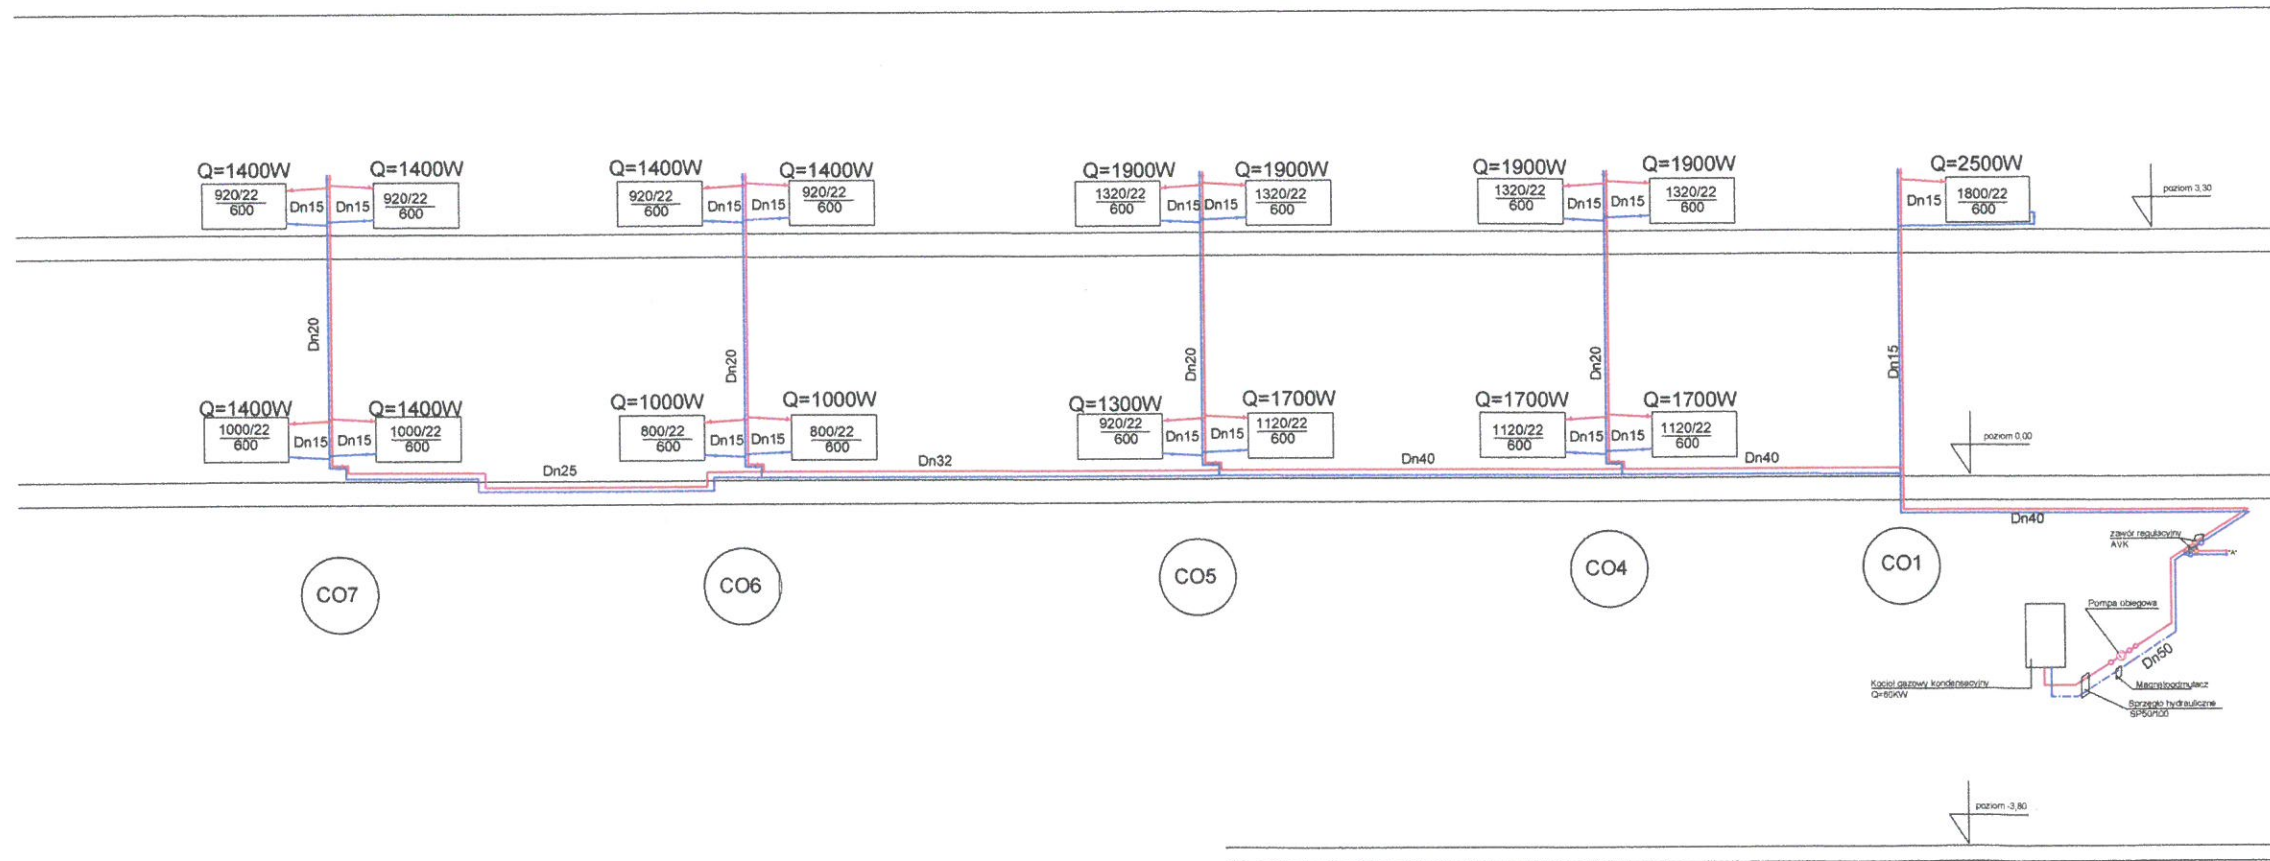 Q=1400W
Q=1400W
Q=1400W
Q=1400W
Q=1900W
Q=1900W
Q=1900W
Q=1900W
Q=2500W
920/22
600
Dn15
Dn15
920/22
600
920/22
600
Dn15
Dn15
920/22
600
1320/22
600
Dn15
Dn15
1320/22
600
1320/22
600
Dn15
Dn15
1320/22
600
Dn15
1800/22
600
poziom 3,30
Dn20
Dn20
Dn20
Dn20
Dn15
Q=1400W
Q=1400W
Q=1000W
Q=1000W
Q=1300W
Q=1700W
Q=1700W
Q=1700W
1000/22
600
Dn15
Dn15
1000/22
600
800/22
600
Dn15
Dn15
800/22
600
920/22
600
Dn15
Dn15
1120/22
600
1120/22
600
Dn15
Dn15
1120/22
600
poziom 0,00
Dn25
Dn32
Dn40
Dn40
Dn40
zawór regulacyjny
AVK
"A"
CO7
CO6
CO5
CO4
CO1
Pompa obiegowa
Dn50
Kocioł gazowy kondensacyjny
Magnetoodmulacz
Sprzęgło hydrauliczne
SP50/100
poziom -3,80